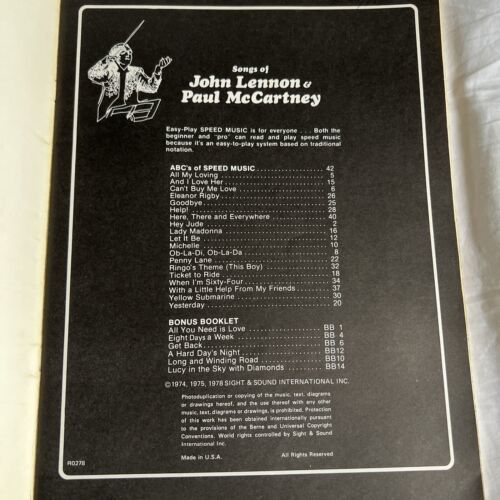 Songs of
John Lennon &
Paul McCartney
Easy-Play SPEED MUSIC is for everyone . . . Both the
beginner and "pro" can read and play speed music
because it's an easy-to-play system based on traditional
notation.
ABC's of SPEED MUSIC 42
All My Loving 5
And I Love Her 15
Can't Buy Me Love 6
Eleanor Rigby 26
Goodbye 25
Help! 28
Here, There and Everywhere 40
Hey Jude 2
Lady Madonna 16
Let It Be 12
Michelle 10
Ob-La-Di, Ob-La-Da 8
Penny Lane 22
Ringo's Theme (This Boy) 32
Ticket to Ride 18
When I'm Sixty-Four 34
With a Little Help From My Friends 37
Yellow Submarine 30
Yesterday 20
BONUS BOOKLET
All You Need is Love BB 1
Eight Days a Week BB 4
Get Back BB 6
A Hard Day's Night BB12
Long and Winding Road BB10
Lucy in the Sky with Diamonds BB14
©1974, 1975, 1978 SIGHT & SOUND INTERNATIONAL INC.
Photoduplication or copying of the music, text, diagrams
or drawings hereof, and the use thereof with any other
music, text, diagrams or drawings, is prohibited. Protection
of this work has been obtained internationally pursuant
to the provisions of the Berne and Universal Copyright
Conventions. World rights controlled by Sight & Sound
International Inc.
Made in U.S.A. All Rights Reserved
R0278